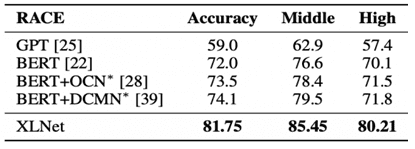 RACE Accuracy Middle High
GPT [25] 59.0 62.9 57.4
BERT [22] 72.0 76.6 70.1
BERT+OCN* [28] 73.5 78.4 71.5
BERT+DCMN* [39] 74.1 79.5 71.8
XLNet 81.75 85.45 80.21